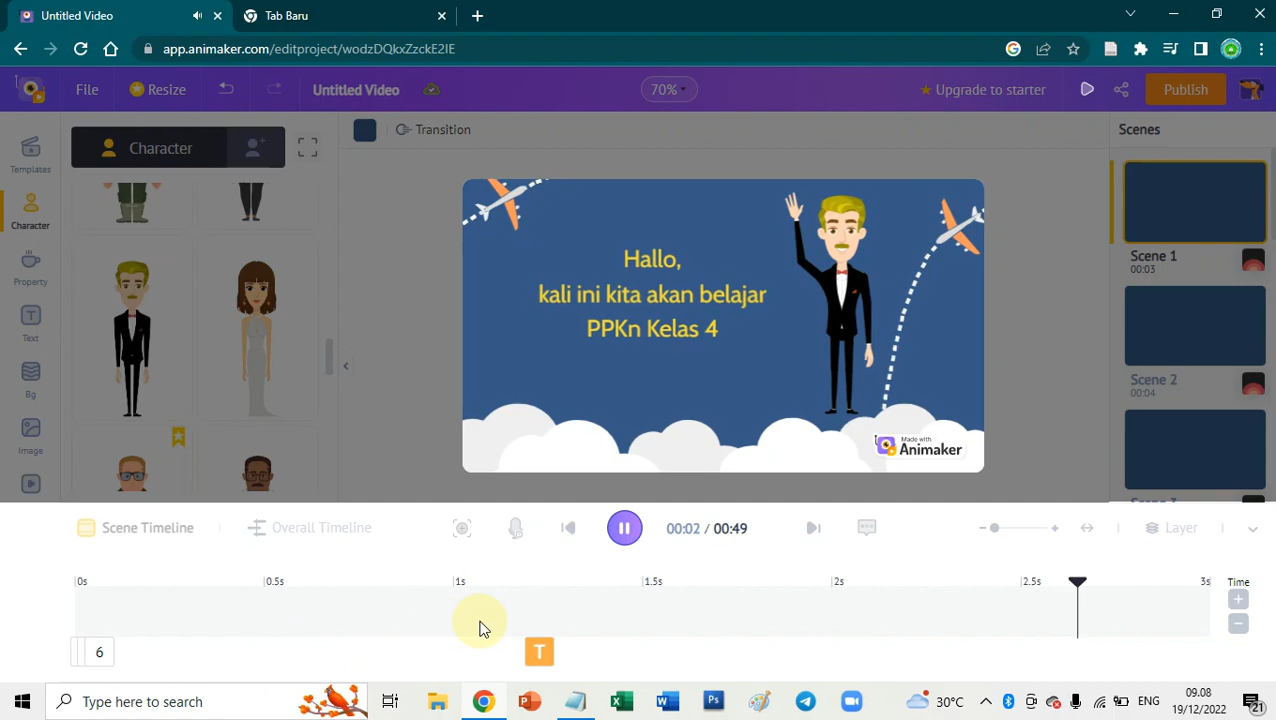 Untitled Video
Tab Baru
app.animaker.com/editproject/wodzDQkxZzckE2IE
File
Resize
Untitled Video
70%
Upgrade to starter
Publish
Templates
Character
Property
Text
Bg
Image
Character
Transition
Hallo,
kali ini kita akan belajar
PPKn Kelas 4
Made with
Animaker
Scenes
Scene 1
00:03
Scene 2
00:04
Scene Timeline
Overall Timeline
00:02 / 00:49
Layer
0s
0.5s
1s
1.5s
2s
2.5s
3s
Time
6
T
Type here to search
30°C
ENG
09.08
19/12/2022
21